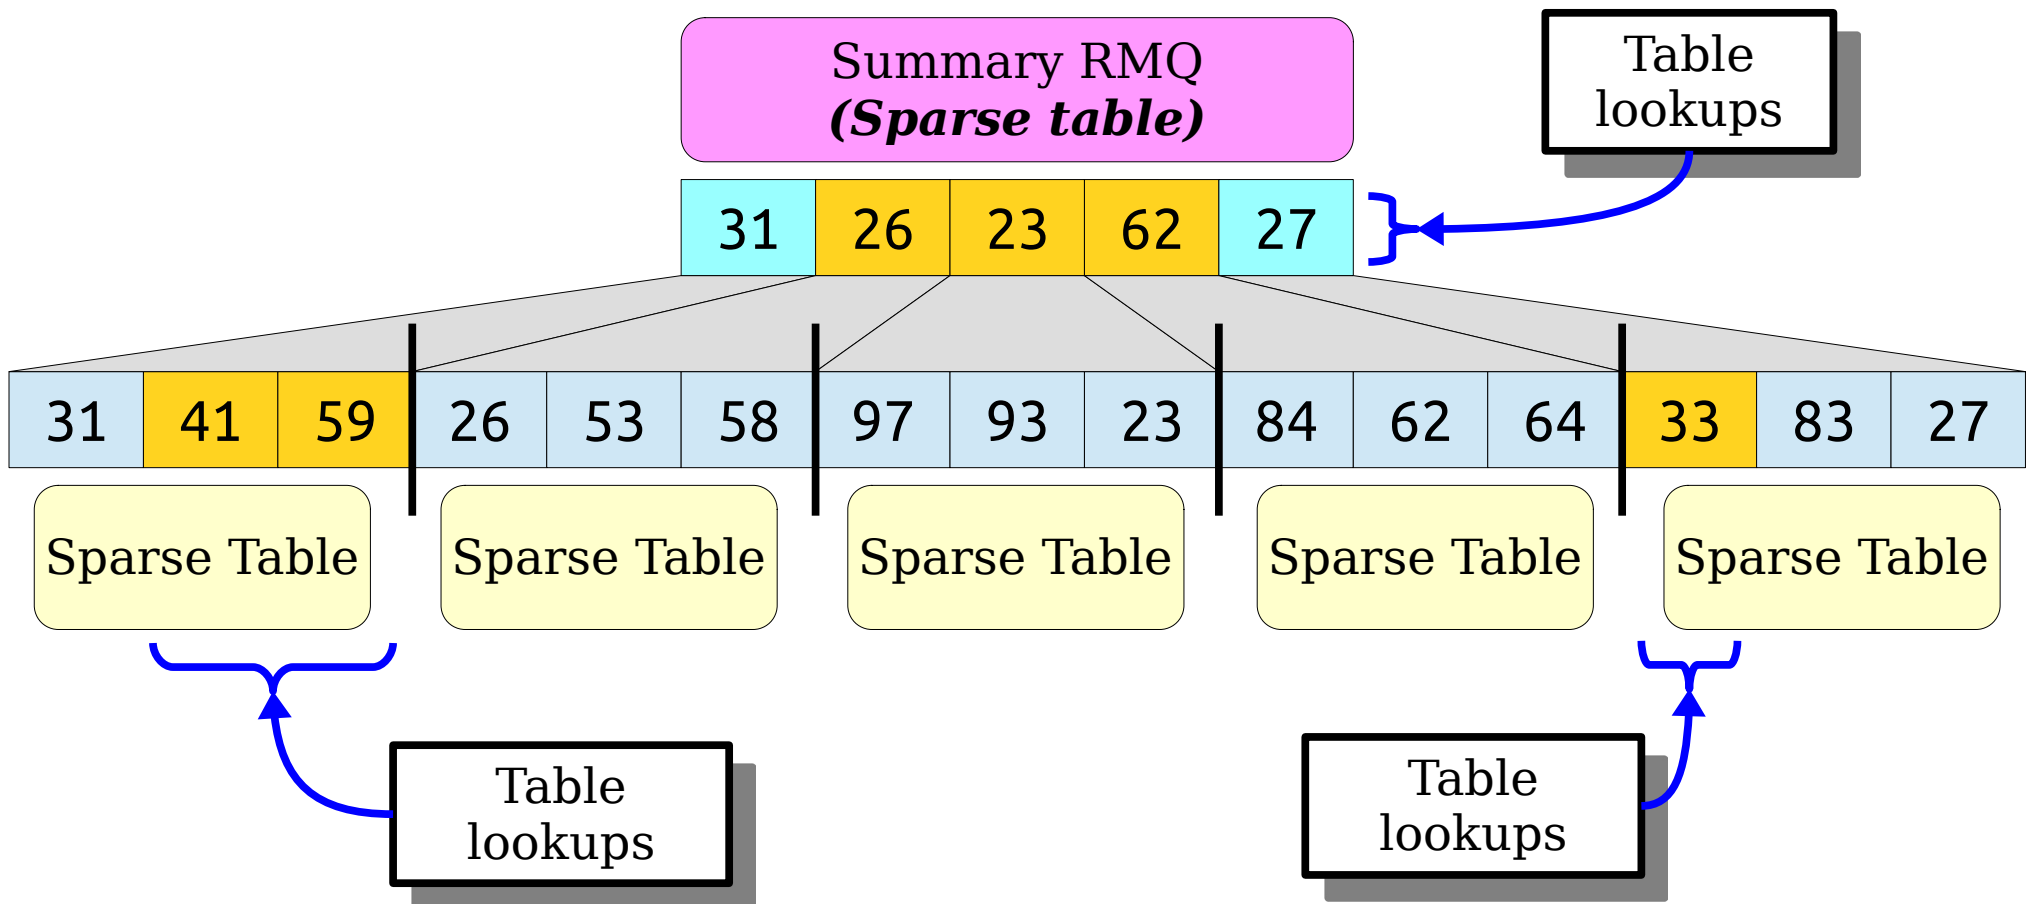 Summary RMQ
(Sparse table)
Table
lookups
31 26 23 62 27
31 41 59 26 53 58 97 93 23 84 62 64 33 83 27
Sparse Table Sparse Table Sparse Table Sparse Table Sparse Table
Table
lookups
Table
lookups